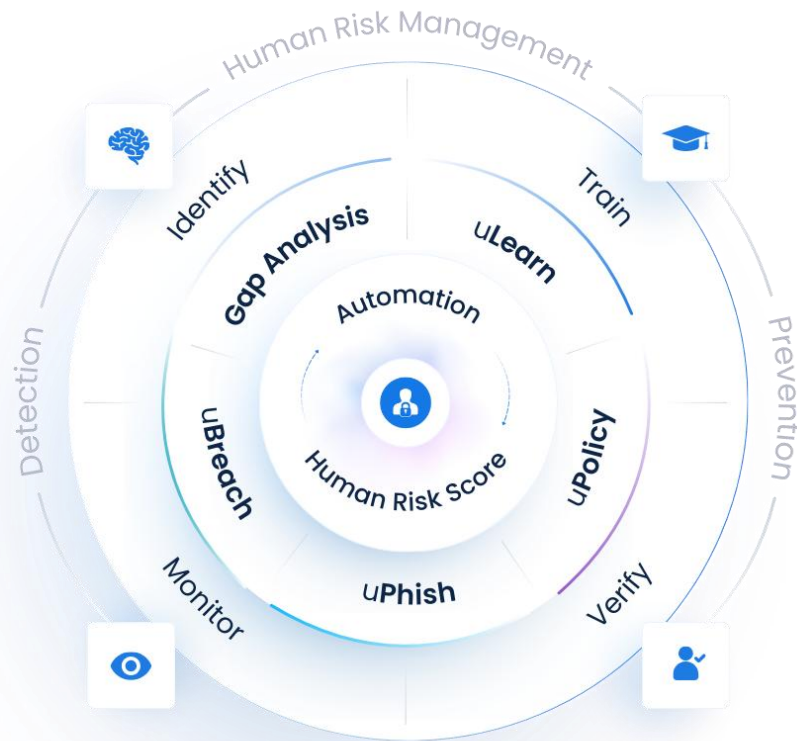 Human Risk Management
Identify
Train
Gap Analysis
uLearn
Automation
Detection
Prevention
uBreach
uPolicy
Human Risk Score
uPhish
Monitor
Verify